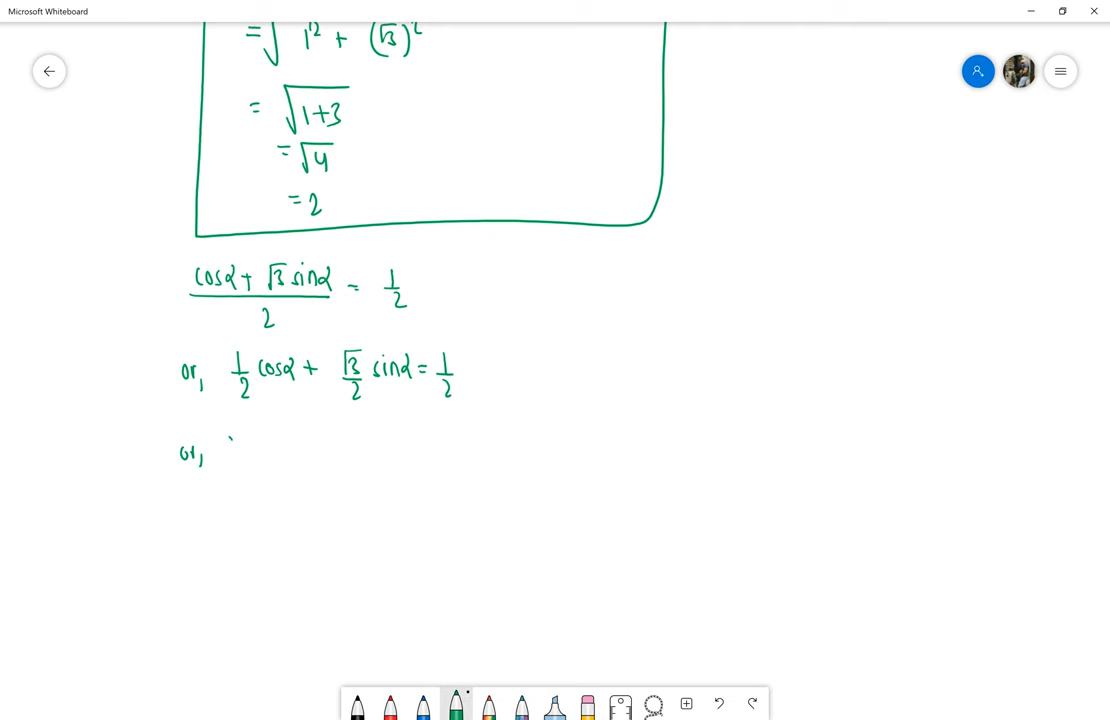 Microsoft Whiteboard
= √ 1² + (√3)²
= √1+3
= √4
= 2
cosα + √3 sinα / 2 = 1/2
or, 1/2 cosα + √3/2 sinα = 1/2
or,